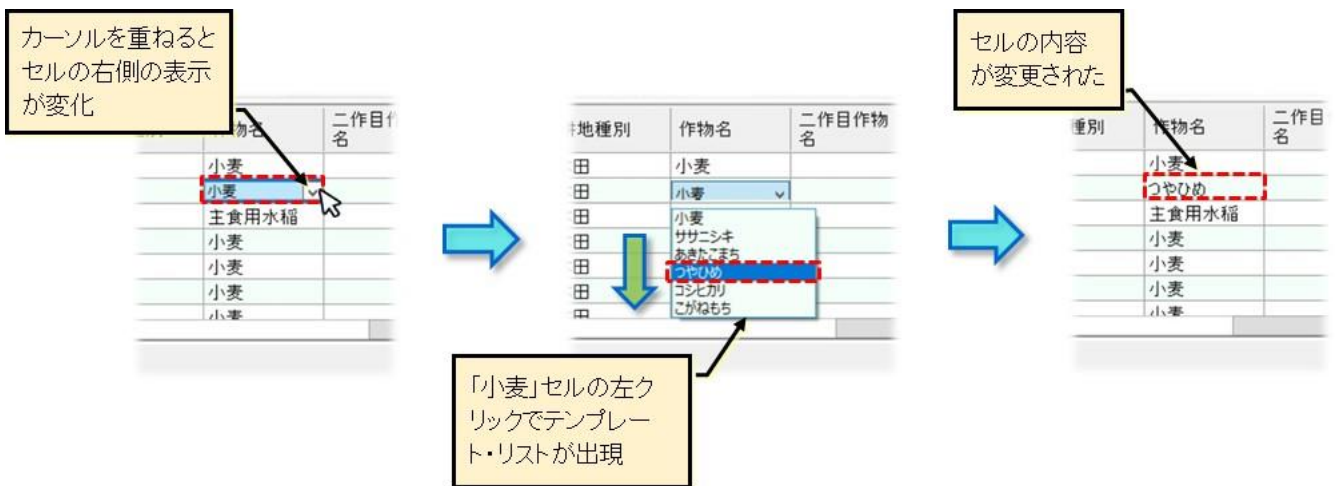 カーソルを重ねると
セルの右側の表示
が変化
物名
二作目
名
小麦
小麦
主食用水稲
小麦
小麦
小麦
小麦
地種別
作物名
二作目作物
名
田
小麦
田
小麦
田
小麦
田
ササニシキ
田
あきたこまち
つやひめ
田
コシヒカリ
田
こがねもち
「小麦」セルの左ク
リックでテンプレー
ト・リストが出現
セルの内容
が変更された
種別
作物名
二作目
名
小麦
つやひめ
主食用水稲
小麦
小麦
小麦
小麦